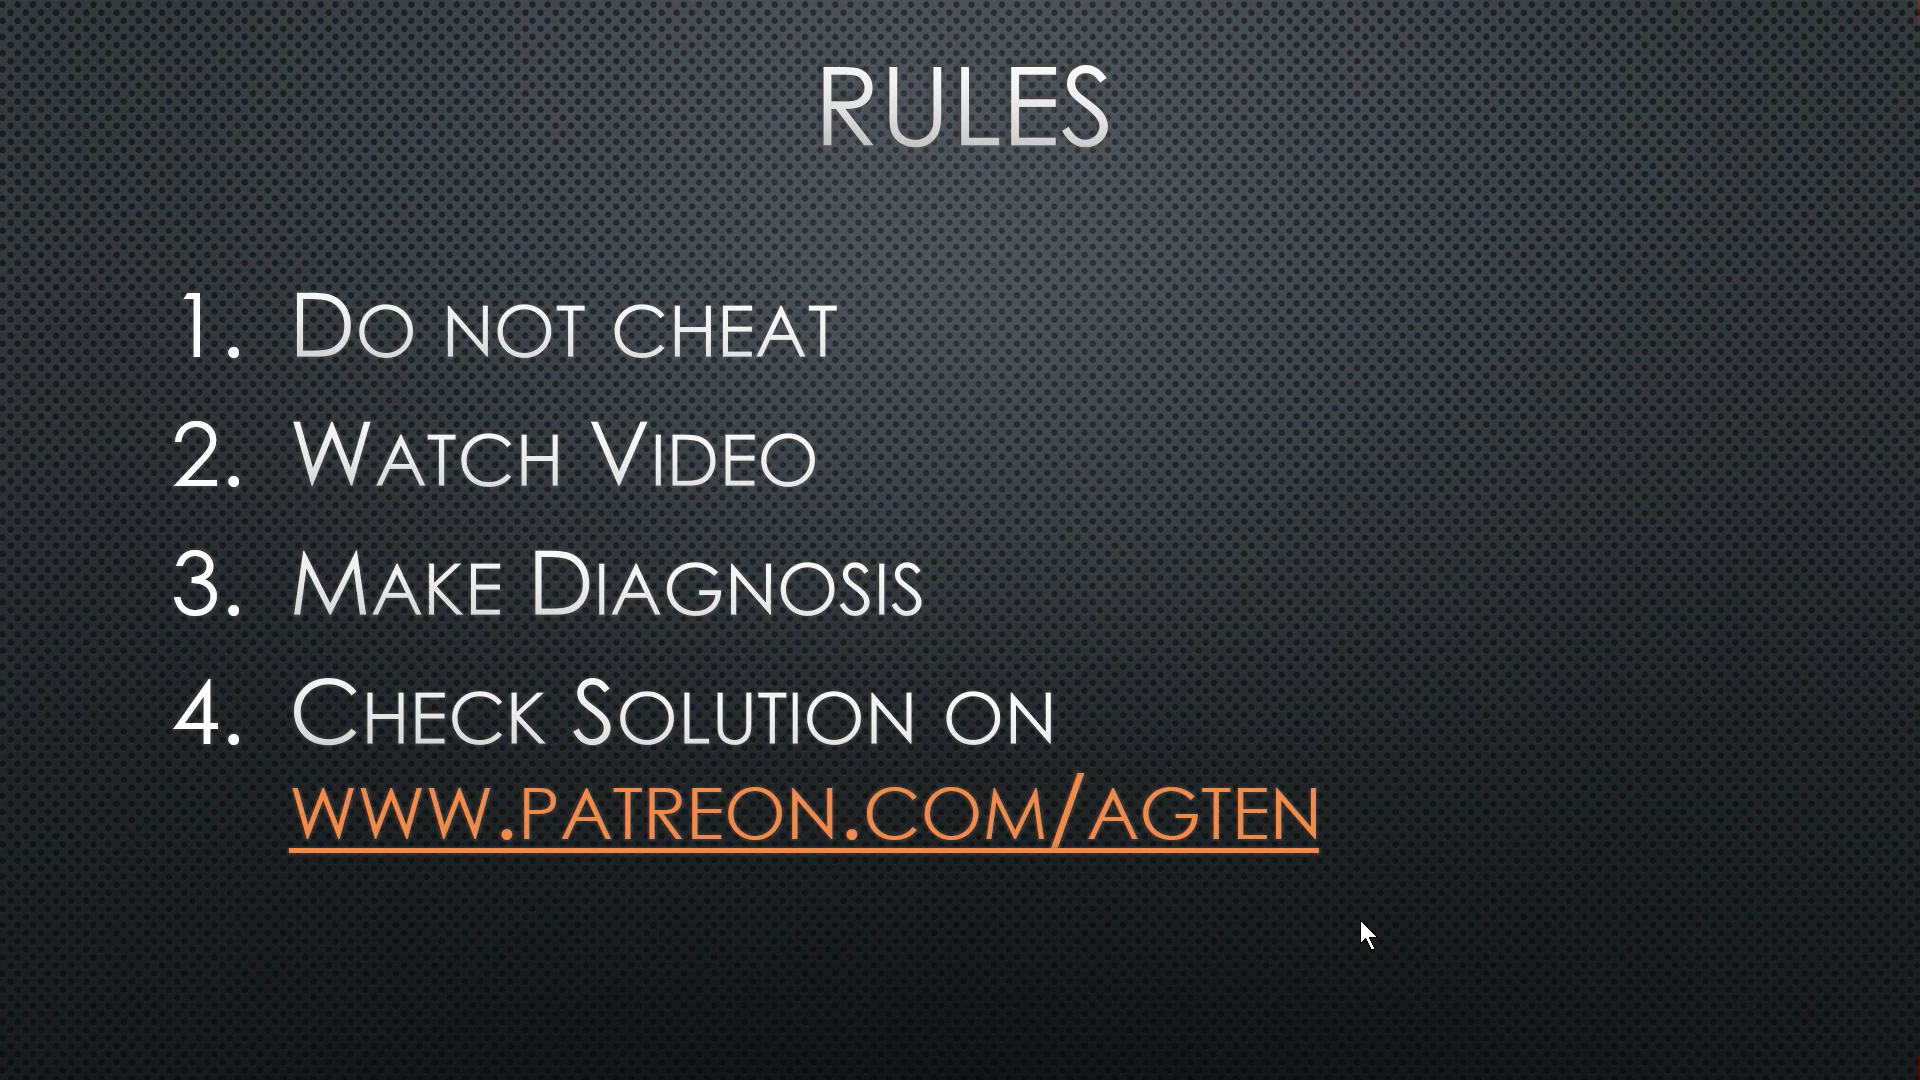 RULES
1. Do not cheat
2. Watch Video
3. Make Diagnosis
4. Check Solution on
www.patreon.com/agten